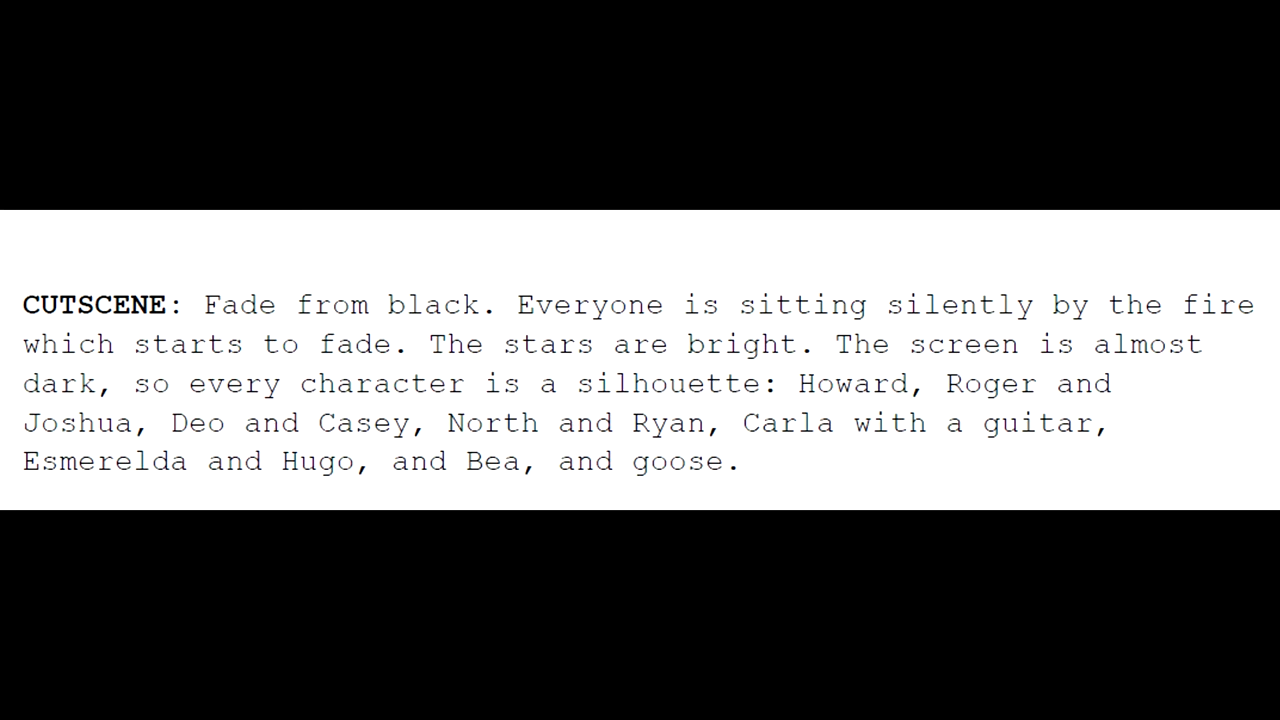 CUTSCENE: Fade from black. Everyone is sitting silently by the fire
which starts to fade. The stars are bright. The screen is almost
dark, so every character is a silhouette: Howard, Roger and
Joshua, Deo and Casey, North and Ryan, Carla with a guitar,
Esmerelda and Hugo, and Bea, and goose.